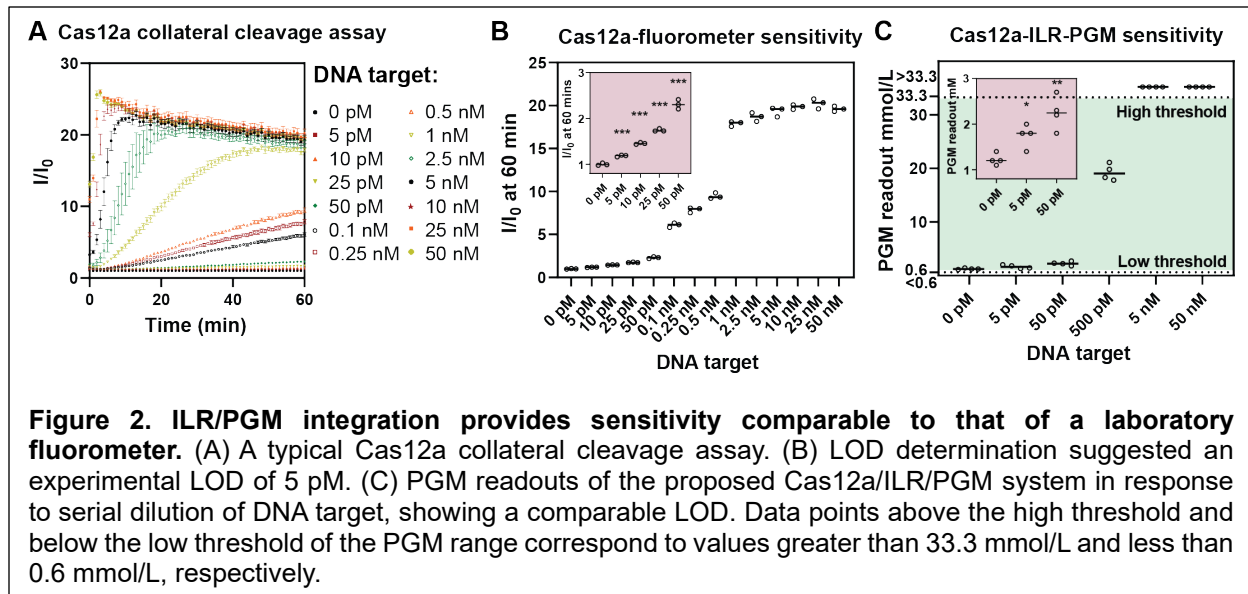 A Cas12a collateral cleavage assay
30
20
10
0
I/I0
0 20 40 60
Time (min)
DNA target:
0 pM
5 pM
10 pM
25 pM
50 pM
0.1 nM
0.25 nM
0.5 nM
1 nM
2.5 nM
5 nM
10 nM
25 nM
50 nM
B Cas12a-fluorometer sensitivity
25
20
15
10
5
0
I/I0 at 60 min
3
2
1
I/I0 at 60 mins
***
***
***
***
0 pM
5 pM
10 pM
25 pM
50 pM
0 pM
5 pM
10 pM
25 pM
50 pM
0.1 nM
0.25 nM
0.5 nM
1 nM
2.5 nM
5 nM
10 nM
25 nM
50 nM
DNA target
C Cas12a-ILR-PGM sensitivity
>33.3
33.3
30
20
10
0.6
<0.6
PGM readout mmol/L
3
2
1
PGM readout mM
*
**
0 pM
5 pM
50 pM
High threshold
Low threshold
0 pM
5 pM
50 pM
500 pM
5 nM
50 nM
DNA target
Figure 2. ILR/PGM integration provides sensitivity comparable to that of a laboratory
fluorometer. (A) A typical Cas12a collateral cleavage assay. (B) LOD determination suggested an
experimental LOD of 5 pM. (C) PGM readouts of the proposed Cas12a/ILR/PGM system in response
to serial dilution of DNA target, showing a comparable LOD. Data points above the high threshold and
below the low threshold of the PGM range correspond to values greater than 33.3 mmol/L and less than
0.6 mmol/L, respectively.